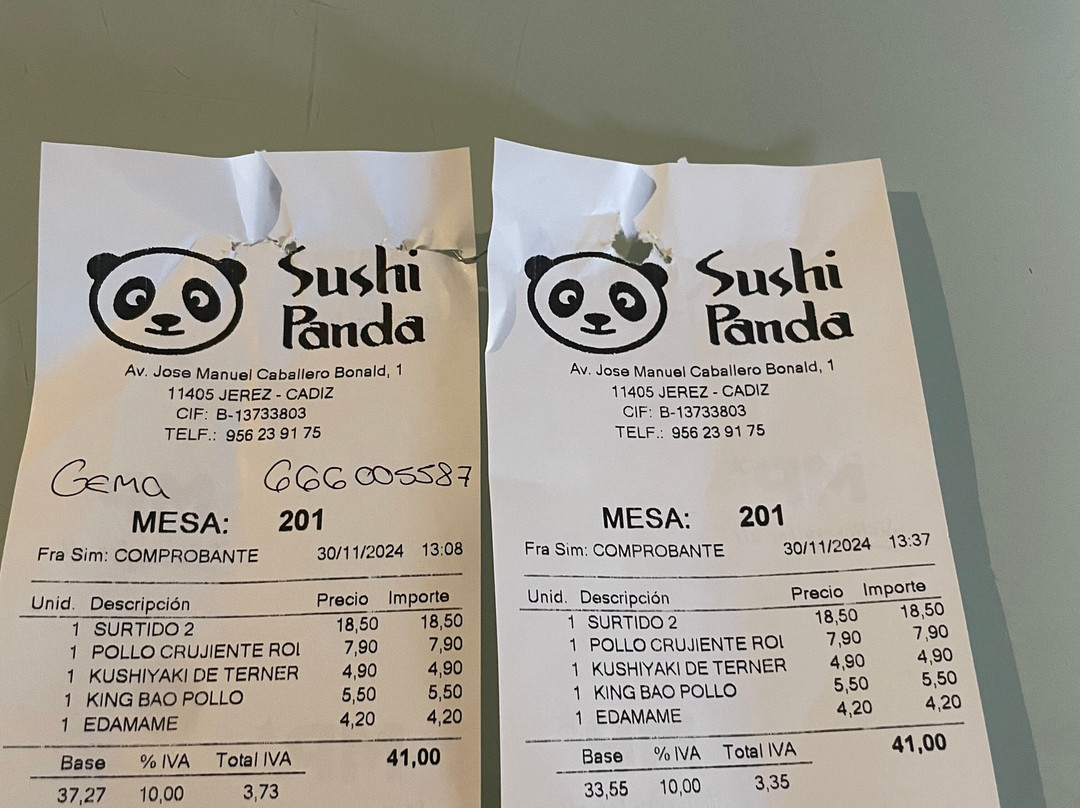 Sushi
Panda
Av. Jose Manuel Caballero Bonald, 1
11405 JEREZ - CADIZ
CIF: B-13733803
TELF.: 956 23 91 75
Gema 666005587
MESA: 201
Fra Sim: COMPROBANTE 30/11/2024 13:08
Unid. Descripción Precio Importe
1 SURTIDO 2 18,50 18,50
1 POLLO CRUJIENTE ROI 7,90 7,90
1 KUSHIYAKI DE TERNER 4,90 4,90
1 KING BAO POLLO 5,50 5,50
1 EDAMAME 4,20 4,20
Base % IVA Total IVA 41,00
37,27 10,00 3,73
Sushi
Panda
Av. Jose Manuel Caballero Bonald, 1
11405 JEREZ - CADIZ
CIF: B-13733803
TELF.: 956 23 91 75
MESA: 201
Fra Sim: COMPROBANTE 30/11/2024 13:37
Unid. Descripción Precio Importe
1 SURTIDO 2 18,50 18,50
1 POLLO CRUJIENTE ROI 7,90 7,90
1 KUSHIYAKI DE TERNER 4,90 4,90
1 KING BAO POLLO 5,50 5,50
1 EDAMAME 4,20 4,20
Base % IVA Total IVA 41,00
33,55 10,00 3,35